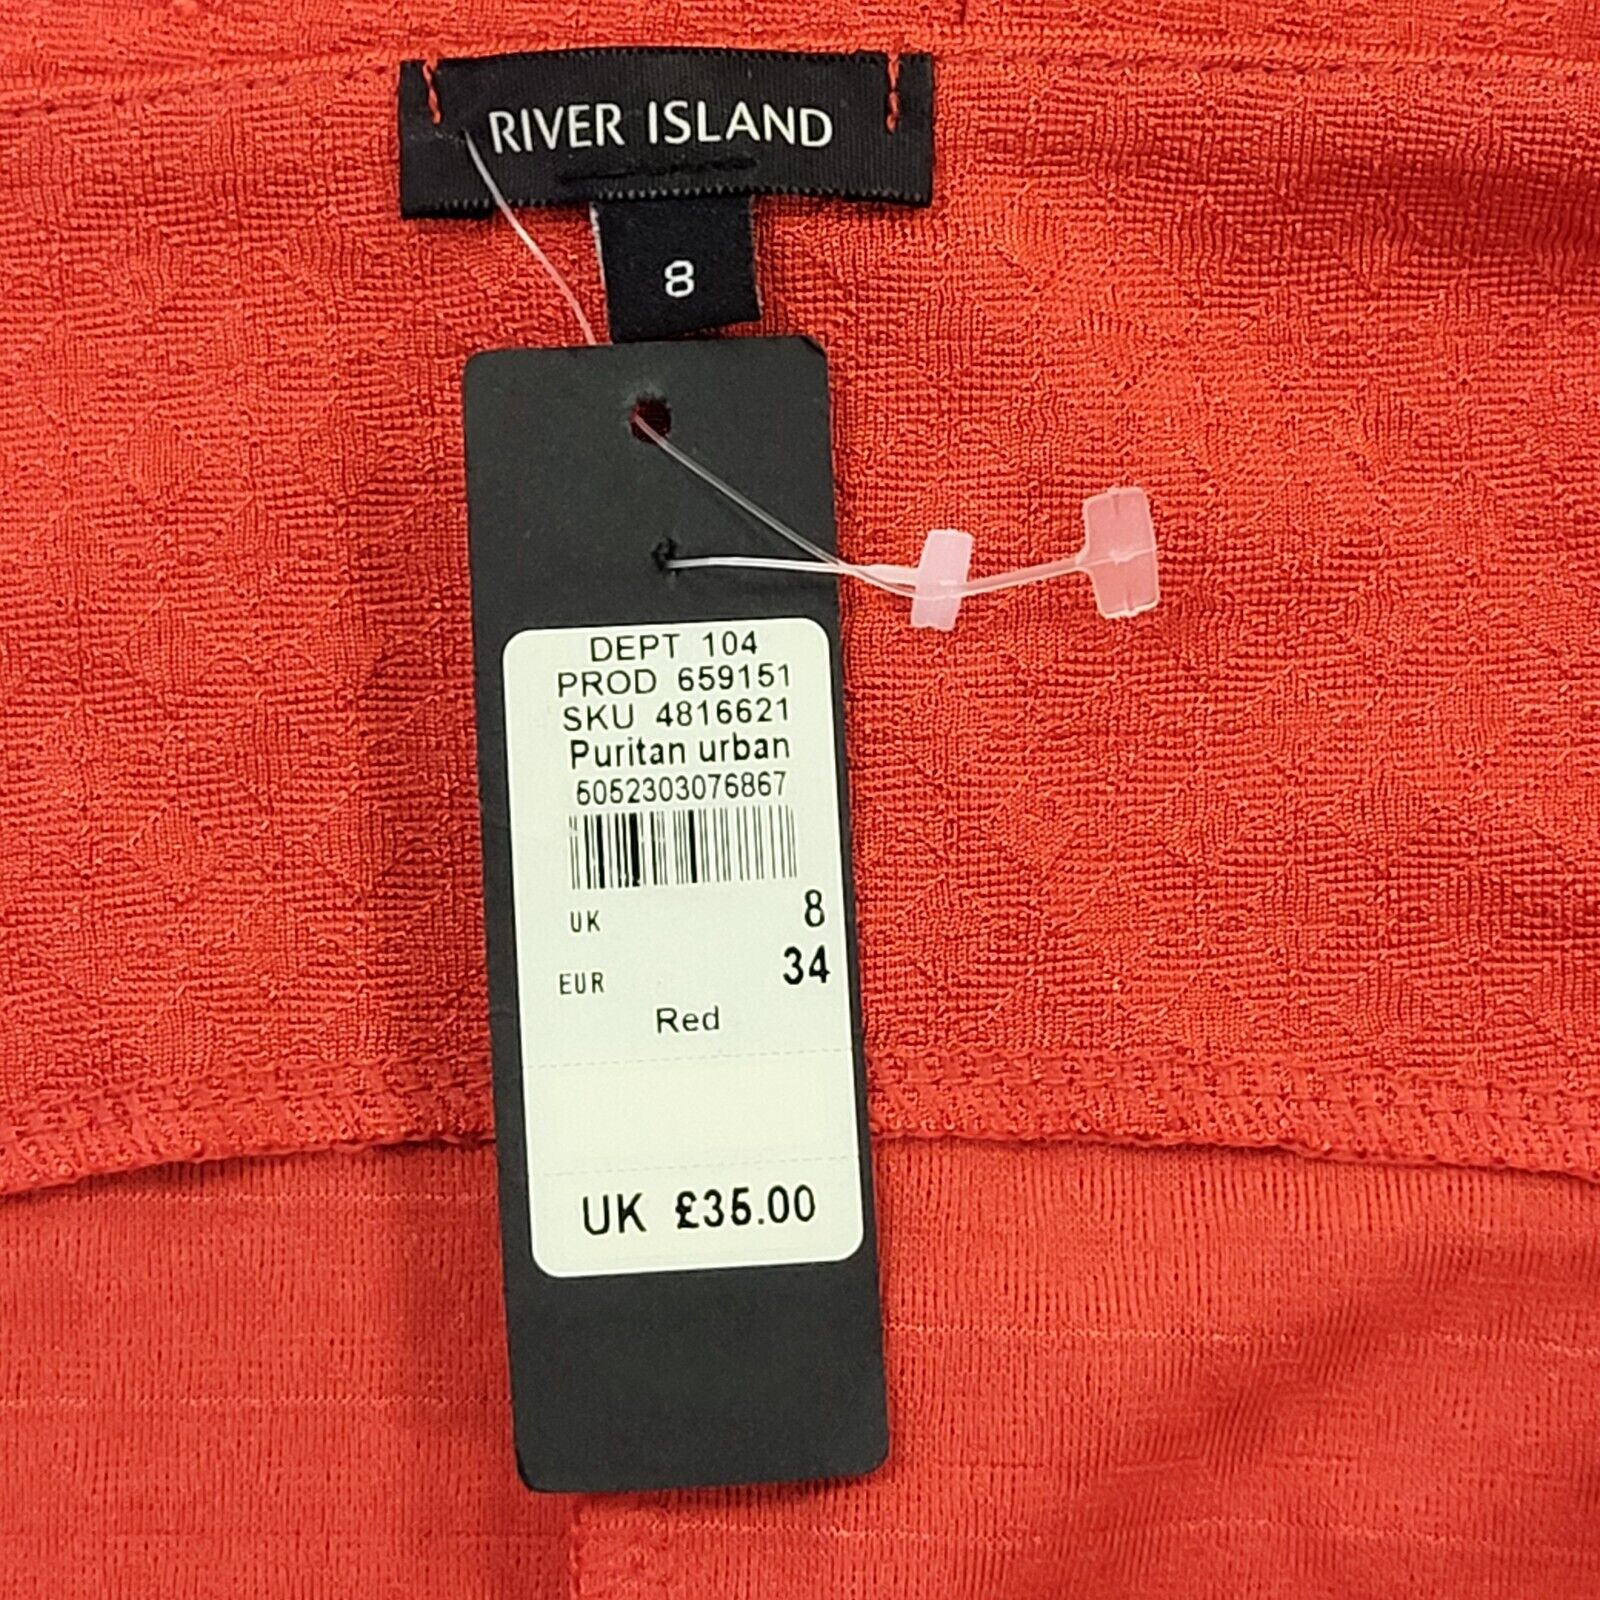 RIVER ISLAND
8
DEPT 104
PROD 659151
SKU 4816621
Puritan urban
5052303076867
UK 8
EUR 34
Red
UK £35.00